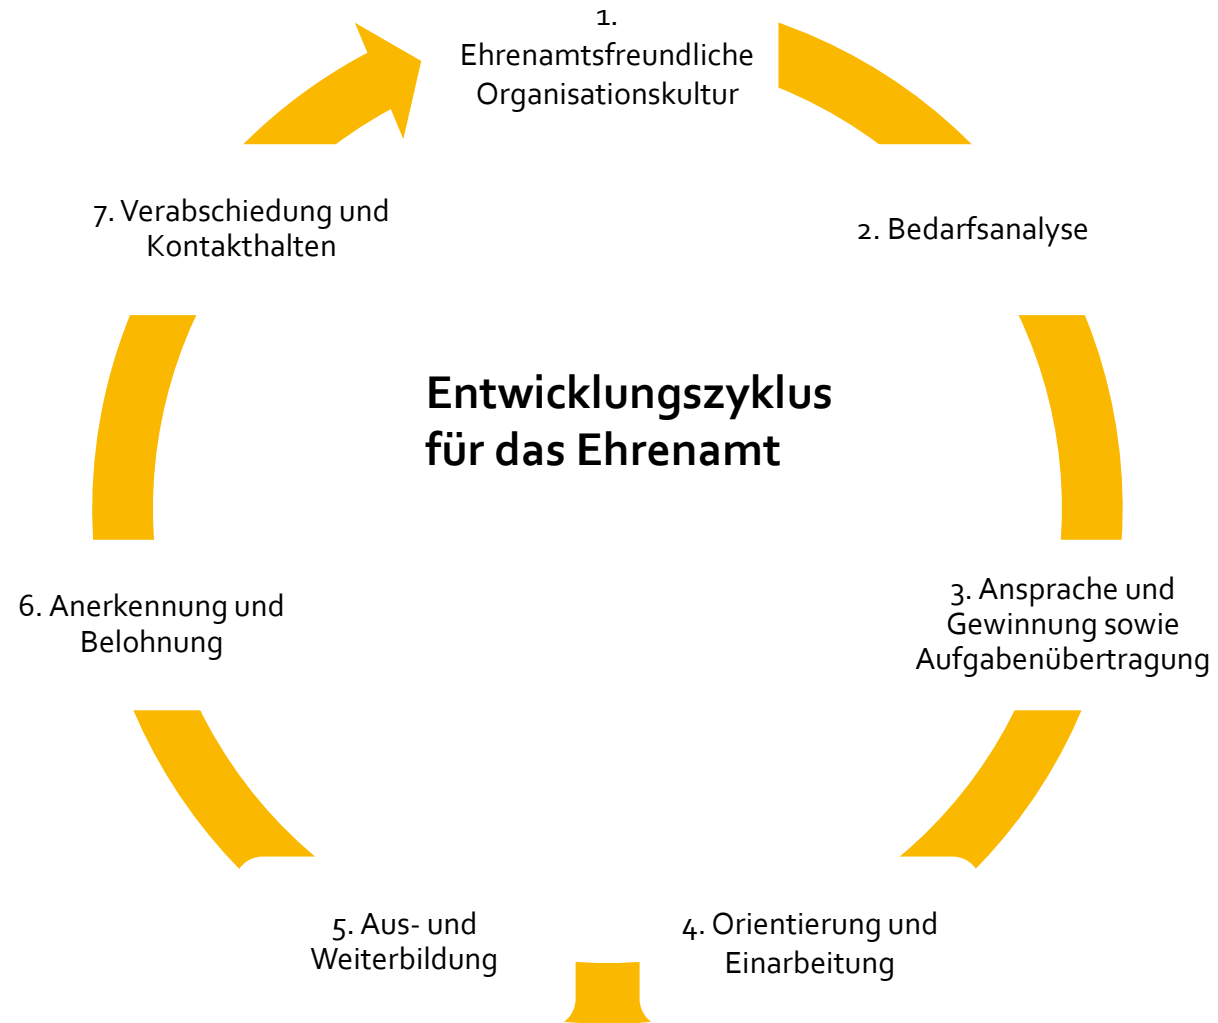 1.
Ehrenamtsfreundliche
Organisationskultur
2. Bedarfsanalyse
3. Ansprache und
Gewinnung sowie
Aufgabenübertragung
4. Orientierung und
Einarbeitung
5. Aus- und
Weiterbildung
6. Anerkennung und
Belohnung
7. Verabschiedung und
Kontakthalten
Entwicklungszyklus
für das Ehrenamt